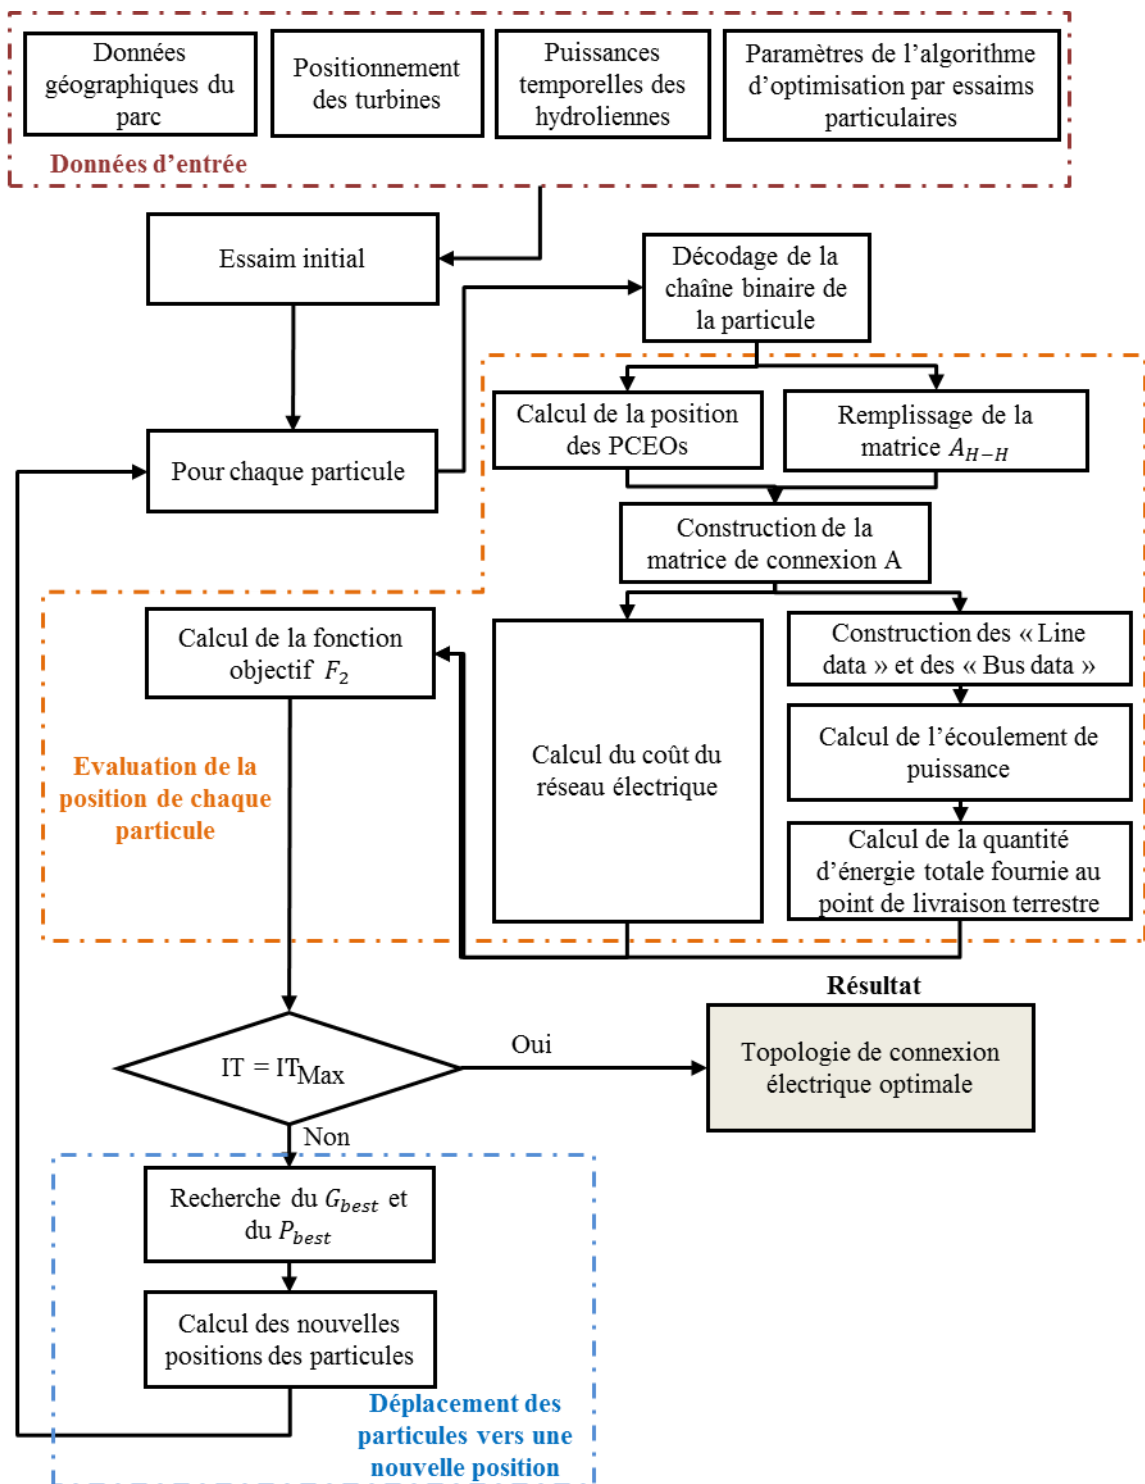 Données
géographiques du
parc
Positionnement
des turbines
Puissances
temporelles des
hydroliennes
Paramètres de l'algorithme
d'optimisation par essaims
particulaires
Données d'entrée
Essaim initial
Décodage de la
chaîne binaire de
la particule
Pour chaque particule
Calcul de la position
des PCEOs
Remplissage de la
matrice A_{H-H}
Construction de la
matrice de connexion A
Calcul de la fonction
objectif F_2
Calcul du coût du
réseau électrique
Construction des « Line
data » et des « Bus data »
Calcul de l'écoulement de
puissance
Calcul de la quantité
d'énergie totale fournie au
point de livraison terrestre
Evaluation de la
position de chaque
particule
IT = IT_Max
Oui
Non
Résultat
Topologie de connexion
électrique optimale
Recherche du G_{best} et
du P_{best}
Calcul des nouvelles
positions des particules
Déplacement des
particules vers une
nouvelle position